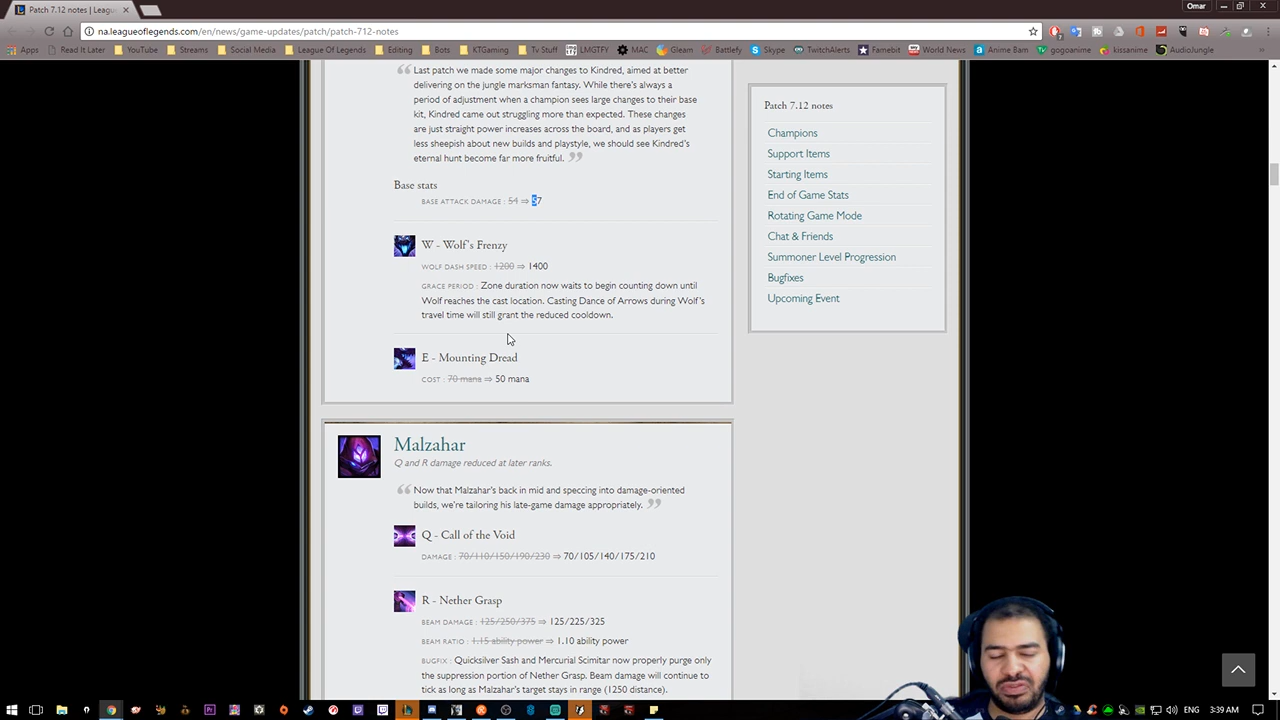 Patch 7.12 notes | Leagu
Omar
na.leagueoflegends.com/en/news/game-updates/patch/patch-712-notes
Apps Read It Later YouTube Streams Social Media League Of Legends Editing Bots KTGaming Tv Stuff LMGTFY MAC Gleam Battlefy Skype TwitchAlerts Famebit World News Anime Bam gogoanime kissanime AudioJungle
Last patch we made some major changes to Kindred, aimed at better
delivering on the jungle marksman fantasy. While there's always a
period of adjustment when a champion sees large changes to their base
kit, Kindred came out struggling more than expected. These changes
are just straight power increases across the board, and as players get
less sheepish about new builds and playstyle, we should see Kindred's
eternal hunt become far more fruitful.
Base stats
BASE ATTACK DAMAGE : 54 ⇒ 57
W - Wolf's Frenzy
WOLF DASH SPEED : 1200 ⇒ 1400
GRACE PERIOD : Zone duration now waits to begin counting down until
Wolf reaches the cast location. Casting Dance of Arrows during Wolf's
travel time will still grant the reduced cooldown.
E - Mounting Dread
COST : 70 mana ⇒ 50 mana
Malzahar
Q and R damage reduced at later ranks.
Now that Malzahar's back in mid and speccing into damage-oriented
builds, we're tailoring his late-game damage appropriately.
Q - Call of the Void
DAMAGE : 70/110/150/190/230 ⇒ 70/105/140/175/210
R - Nether Grasp
BEAM DAMAGE : 125/250/375 ⇒ 125/225/325
BEAM RATIO : 1.15 ability power ⇒ 1.10 ability power
BUGFIX : Quicksilver Sash and Mercurial Scimitar now properly purge only
the suppression portion of Nether Grasp. Beam damage will continue to
tick as long as Malzahar's target stays in range (1250 distance).
Patch 7.12 notes
Champions
Support Items
Starting Items
End of Game Stats
Rotating Game Mode
Chat & Friends
Summoner Level Progression
Bugfixes
Upcoming Event
ENG 3:39 AM